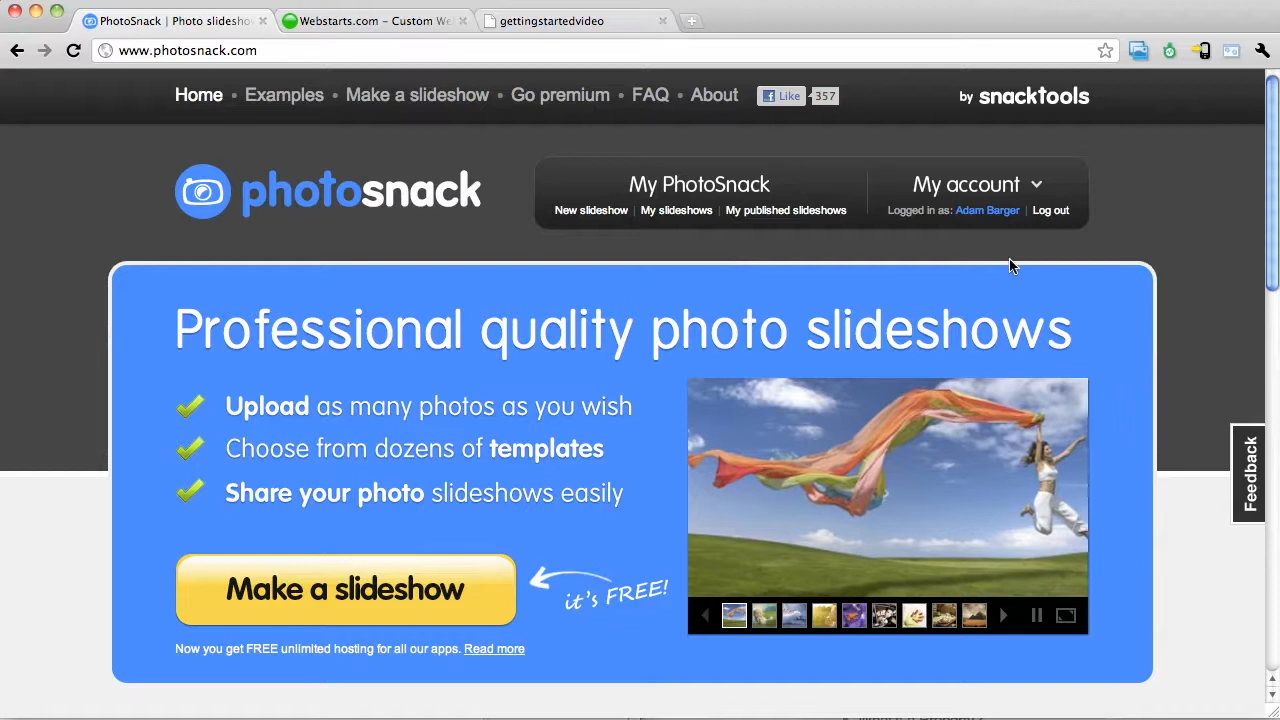 PhotoSnack | Photo slidesho
Webstarts.com – Custom We
gettingstartedvideo
www.photosnack.com
Home • Examples • Make a slideshow • Go premium • FAQ • About
Like 357
by snacktools
photosnack
My PhotoSnack
New slideshow | My slideshows | My published slideshows
My account
Logged in as: Adam Barger | Log out
Professional quality photo slideshows
Upload as many photos as you wish
Choose from dozens of templates
Share your photo slideshows easily
Make a slideshow
it's FREE!
Now you get FREE unlimited hosting for all our apps. Read more
Feedback